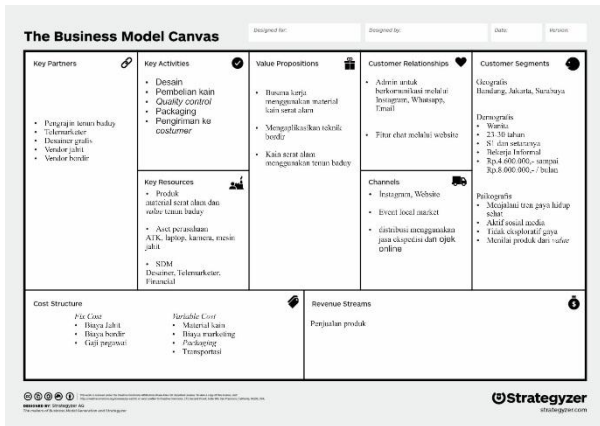 The Business Model Canvas
Designed for:
Designed by:
Date:
Version:
Key Partners
• Pengrajin tenun baduy
• Telemarketer
• Desainer grafis
• Vendor jahit
• Vendor bordir
Key Activities
• Desain
• Pembelian kain
• Quality control
• Packaging
• Pengiriman ke
costumer
Key Resources
• Produk
material serat alam dan
tenun baduy
• Aset perusahaan
ATK, laptop, kamera, mesin
jahit
• SDM
Desainer, Telemarketer,
Financial
Value Propositions
• Busana kerja
menggunakan material
kain serat alam
• Mengaplikasikan teknik
bordir
• Kain serat alam
menggunakan tenun baduy
Customer Relationships
• Admin untuk
berkomunikasi melalui
Instagram, Whatsapp,
Email
• Fitur chat melalui website
Channels
• Instagram, Website
• Event local market
• distribusi menggunakan
jasa ekspedisi dan ojek
online
Customer Segments
Geografis
Bandung, Jakarta, Surabaya
Demografis
• Wanita
• 23-30 tahun
• S1 dan setaranya
• Bekerja Informal
• Rp.4.600.000,- sampai
Rp.8.000.000,- / bulan
Psikografis
• Menjalani tren gaya hidup
sehat
• Aktif sosial media
• Tidak eksploratif gaya
• Menilai produk dari value
Cost Structure
Fix Cost
• Biaya Jahit
• Biaya bordir
• Gaji pegawai
Variable Cost
• Material kain
• Biaya marketing
• Packaging
• Transportasi
Revenue Streams
Penjualan produk
DESIGNED BY: Strategyzer AG
The makers of Business Model Generation and Strategyzer
Strategyzer
strategyzer.com